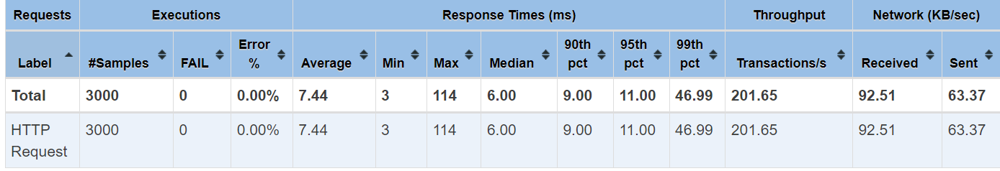 Requests Executions Response Times (ms) Throughput Network (KB/sec)
Label #Samples FAIL Error % Average Min Max Median 90th pct 95th pct 99th pct Transactions/s Received Sent
Total 3000 0 0.00% 7.44 3 114 6.00 9.00 11.00 46.99 201.65 92.51 63.37
HTTP Request 3000 0 0.00% 7.44 3 114 6.00 9.00 11.00 46.99 201.65 92.51 63.37